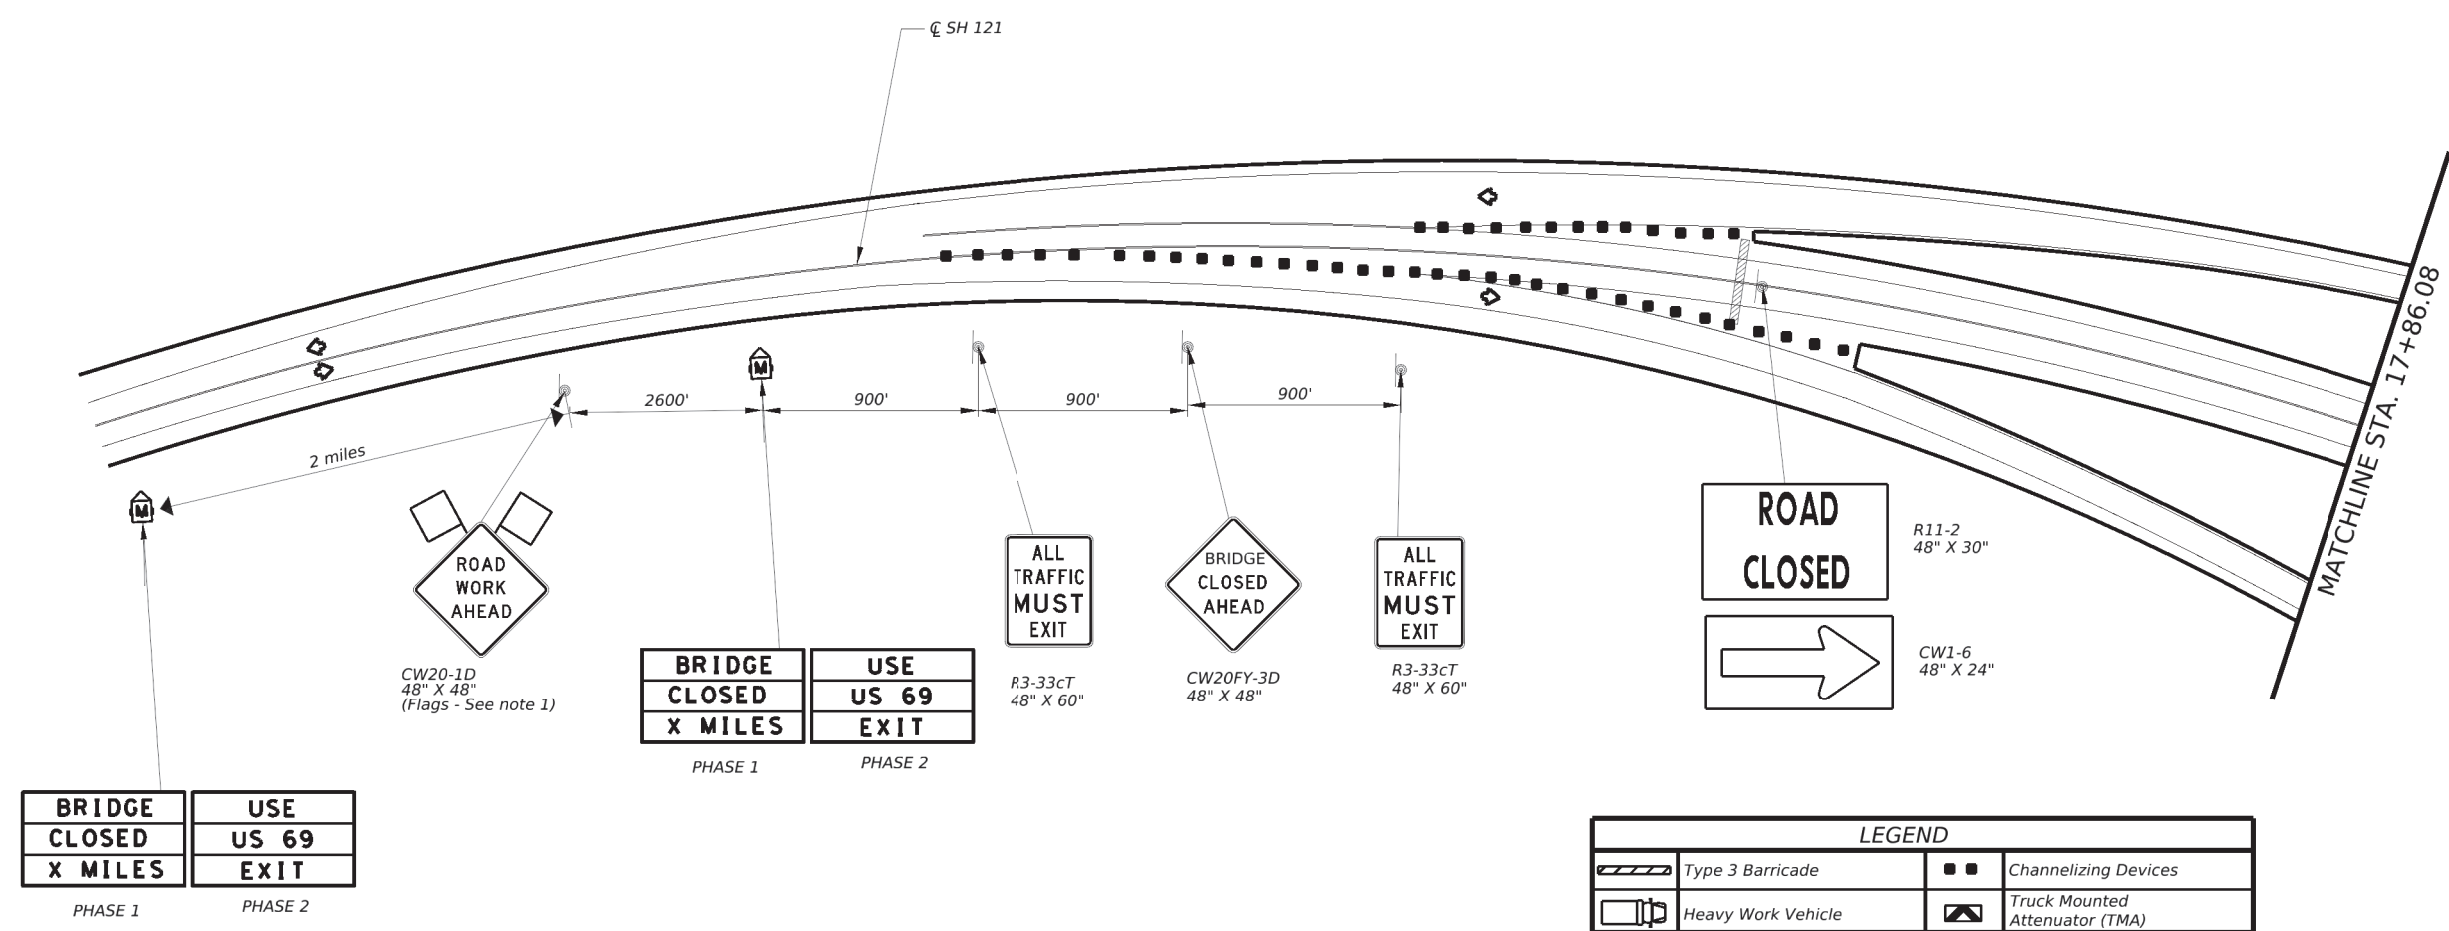 ℄ SH 121
MATCHLINE STA. 17+86.08
2600'
900'
900'
900'
2 miles
M
M
ROAD
WORK
AHEAD
CW20-1D
48" X 48"
(Flags - See note 1)
BRIDGE
CLOSED
X MILES
PHASE 1
USE
US 69
EXIT
PHASE 2
ALL
TRAFFIC
MUST
EXIT
R3-33cT
48" X 60"
BRIDGE
CLOSED
AHEAD
CW20FY-3D
48" X 48"
ALL
TRAFFIC
MUST
EXIT
R3-33cT
48" X 60"
ROAD
CLOSED
R11-2
48" X 30"
CW1-6
48" X 24"
BRIDGE
CLOSED
X MILES
PHASE 1
USE
US 69
EXIT
PHASE 2
LEGEND
Type 3 Barricade
Channelizing Devices
Heavy Work Vehicle
Truck Mounted
Attenuator (TMA)